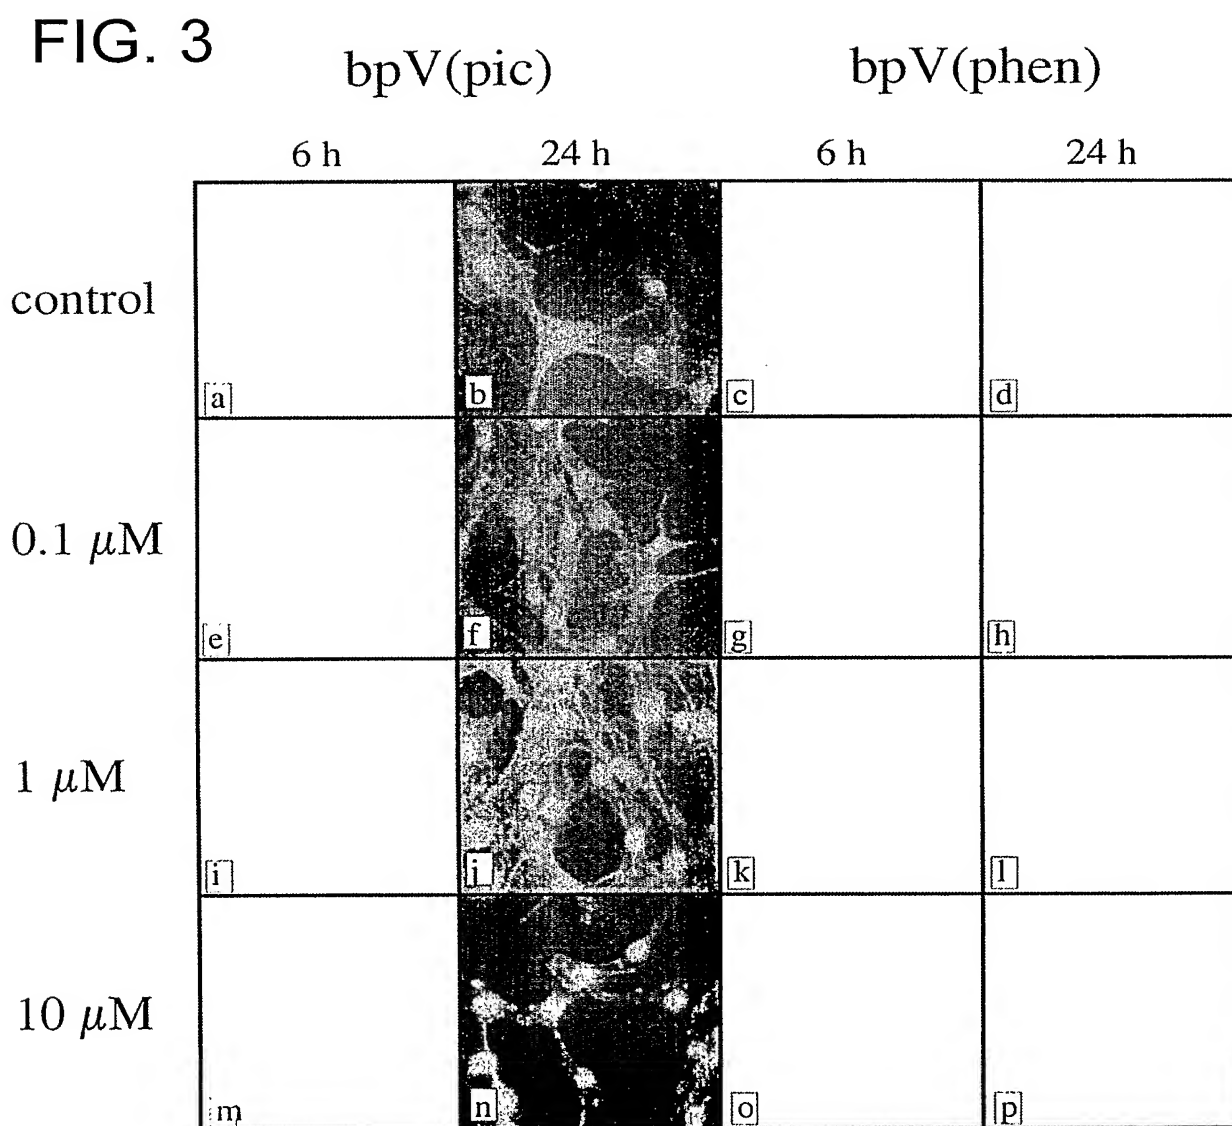 FIG. 3
bpV(pic) bpV(phen)
6 h 24 h 6 h 24 h
control
a b c d
0.1 μM
e f g h
1 μM
i j k l
10 μM
m n o p